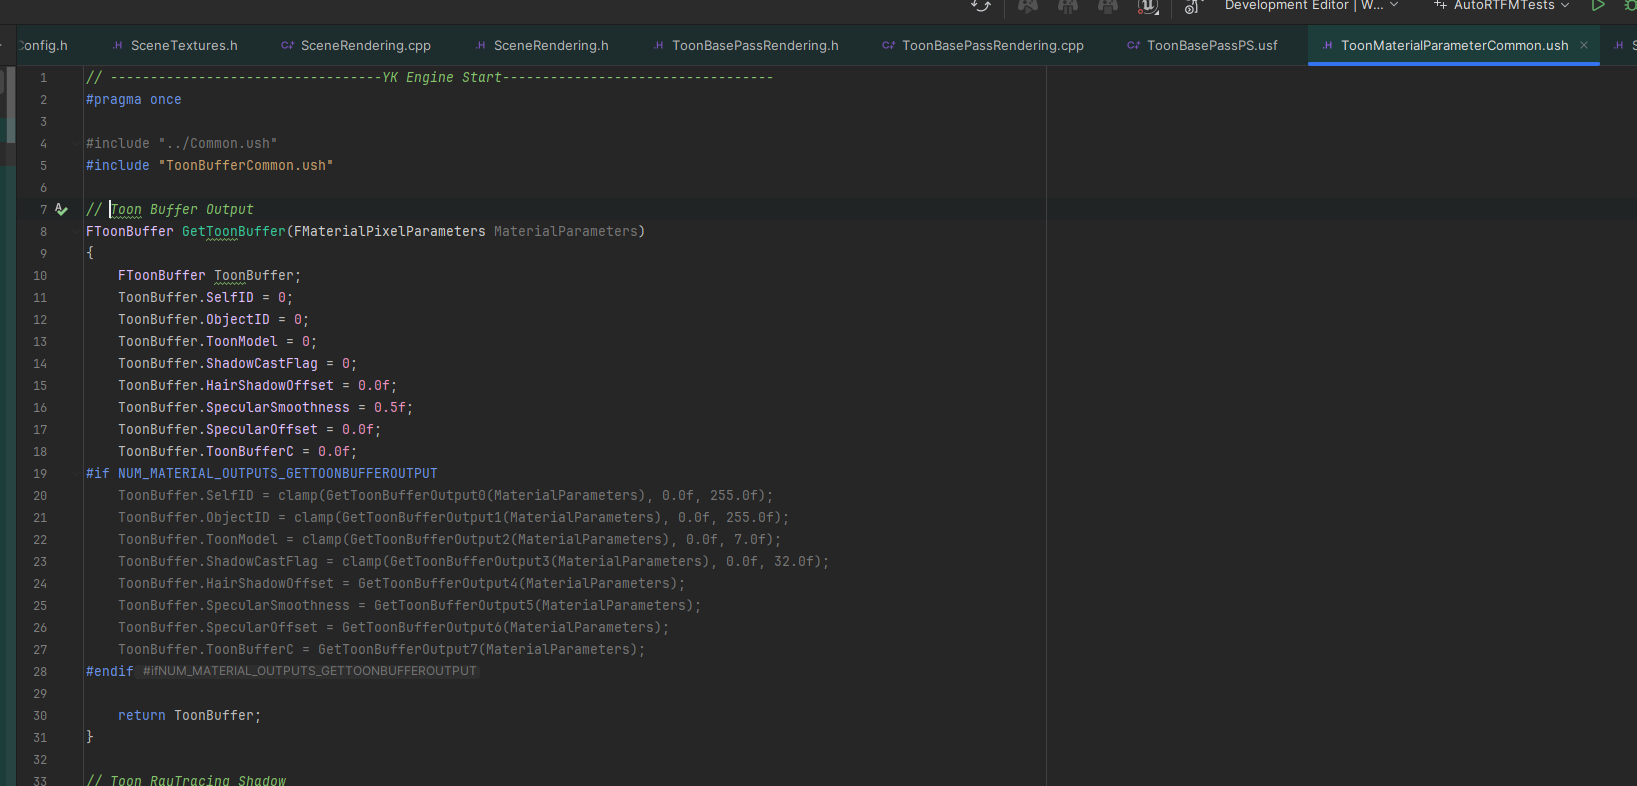 Development Editor | W... AutoRTFMTests
Config.h SceneTextures.h SceneRendering.cpp SceneRendering.h ToonBasePassRendering.h ToonBasePassRendering.cpp ToonBasePassPS.usf ToonMaterialParameterCommon.ush
1 // ----------------------------------YK Engine Start----------------------------------
2 #pragma once
3
4 #include "../Common.ush"
5 #include "ToonBufferCommon.ush"
6
7 // Toon Buffer Output
8 FToonBuffer GetToonBuffer(FMaterialPixelParameters MaterialParameters)
9 {
10 FToonBuffer ToonBuffer;
11 ToonBuffer.SelfID = 0;
12 ToonBuffer.ObjectID = 0;
13 ToonBuffer.ToonModel = 0;
14 ToonBuffer.ShadowCastFlag = 0;
15 ToonBuffer.HairShadowOffset = 0.0f;
16 ToonBuffer.SpecularSmoothness = 0.5f;
17 ToonBuffer.SpecularOffset = 0.0f;
18 ToonBuffer.ToonBufferC = 0.0f;
19 #if NUM_MATERIAL_OUTPUTS_GETTOONBUFFEROUTPUT
20 ToonBuffer.SelfID = clamp(GetToonBufferOutput0(MaterialParameters), 0.0f, 255.0f);
21 ToonBuffer.ObjectID = clamp(GetToonBufferOutput1(MaterialParameters), 0.0f, 255.0f);
22 ToonBuffer.ToonModel = clamp(GetToonBufferOutput2(MaterialParameters), 0.0f, 7.0f);
23 ToonBuffer.ShadowCastFlag = clamp(GetToonBufferOutput3(MaterialParameters), 0.0f, 32.0f);
24 ToonBuffer.HairShadowOffset = GetToonBufferOutput4(MaterialParameters);
25 ToonBuffer.SpecularSmoothness = GetToonBufferOutput5(MaterialParameters);
26 ToonBuffer.SpecularOffset = GetToonBufferOutput6(MaterialParameters);
27 ToonBuffer.ToonBufferC = GetToonBufferOutput7(MaterialParameters);
28 #endif #ifNUM_MATERIAL_OUTPUTS_GETTOONBUFFEROUTPUT
29
30 return ToonBuffer;
31 }
32
33 // Toon RayTracing Shadow